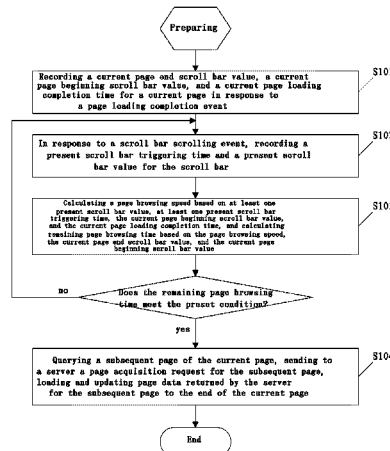 Preparing
Recording a current page end scroll bar value, a current
page beginning scroll bar value, and a current page loading
completion time for a current page in response to
a page loading completion event
S101
In response to a scroll bar scrolling event, recording a
present scroll bar triggering time and a present scroll
bar value for the scroll bar
S102
Calculating a page browsing speed based on at least one
present scroll bar value, at least one present scroll bar
triggering time, the current page beginning scroll bar value,
and the current page loading completion time, and calculating
remaining page browsing time based on the page browsing speed,
the current page end scroll bar value, and the current page
beginning scroll bar value
S103
no
Does the remaining page browsing
time meet the preset condition?
yes
Querying a subsequent page of the current page, sending to
a server a page acquisition request for the subsequent page,
loading and updating page data returned by the server
for the subsequent page to the end of the current page
S104
End